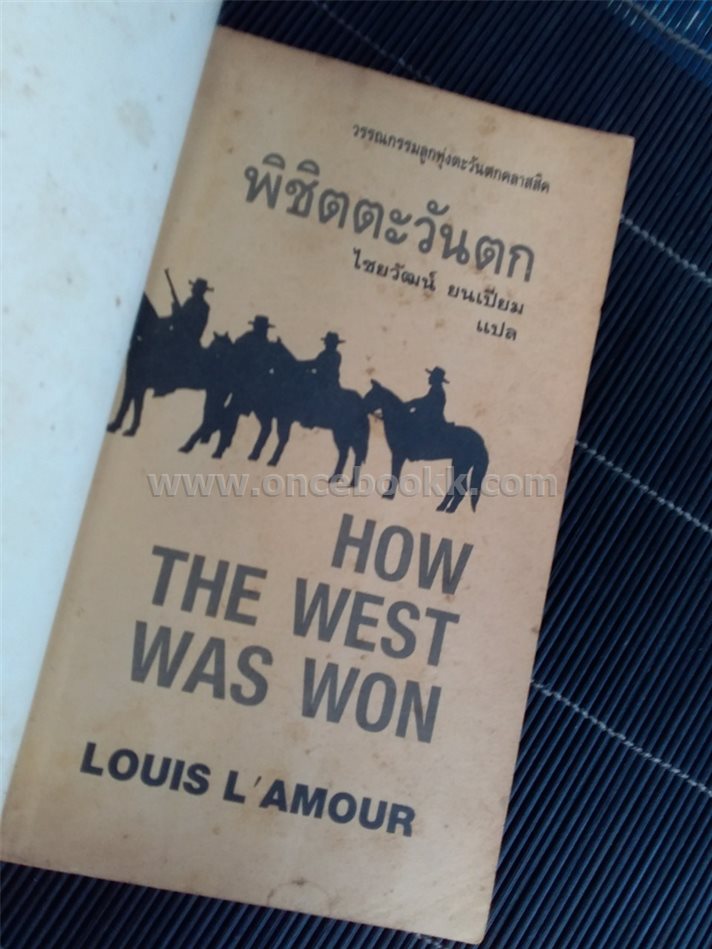 วรรณกรรมลูกทุ่งตะวันตกคลาสสิค
พิชิตตะวันตก
ไชยวัฒน์ ยนเปี่ยม
แปล
www.oncebookk.com
HOW
THE WEST
WAS WON
LOUIS L'AMOUR